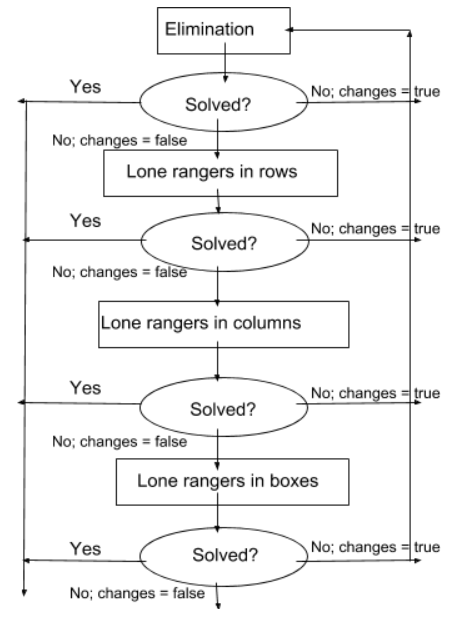 Elimination
Yes
No; changes = true
Solved?
No; changes = false
Lone rangers in rows
Yes
No; changes = true
Solved?
No; changes = false
Lone rangers in columns
Yes
No; changes = true
Solved?
No; changes = false
Lone rangers in boxes
Yes
No; changes = true
Solved?
No; changes = false